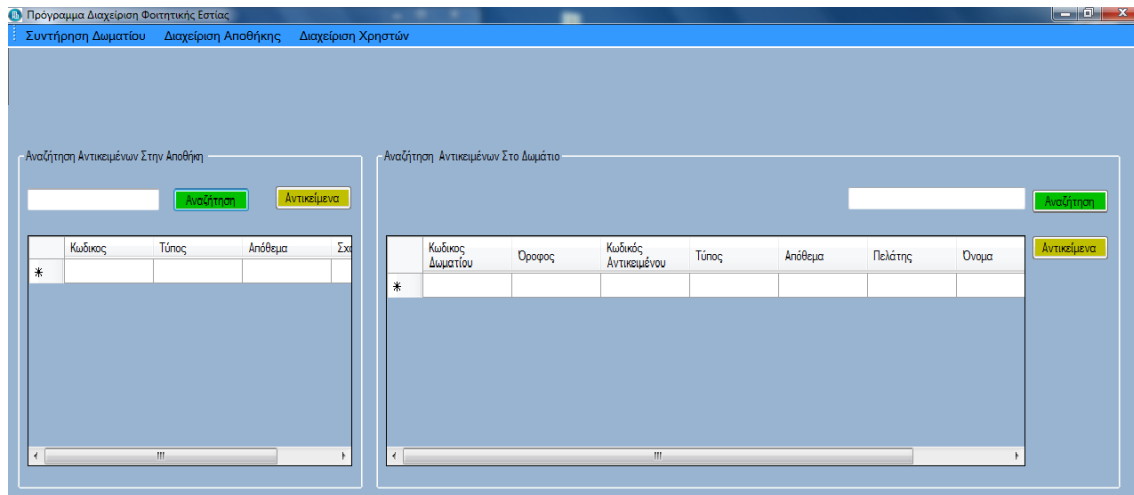 Πρόγραμμα Διαχείριση Φοιτητικής Εστίας
Συντήρηση Δωματίου Διαχείριση Αποθήκης Διαχείριση Χρηστών
Αναζήτηση Αντικειμένων Στην Αποθήκη
Αναζήτηση Αντικείμενα
Κωδικος Τύπος Απόθεμα
Αναζήτηση Αντικειμένων Στο Δωμάτιο
Αναζήτηση
Αντικείμενα
Κωδικος Δωματίου Όροφος Κωδικός Αντικειμένου Τύπος Απόθεμα Πελάτης Όνομα